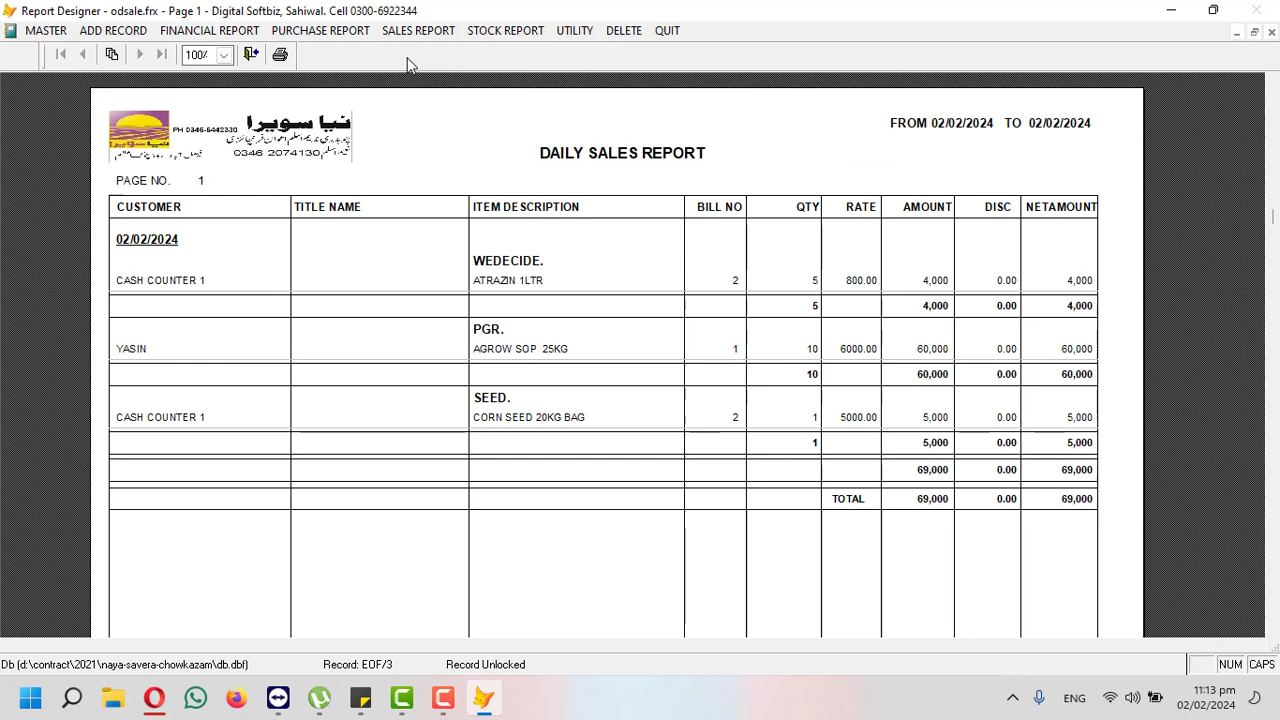 Report Designer - odsale.frx - Page 1 - Digital Softbiz, Sahiwal. Cell 0300-6922344
MASTER ADD RECORD FINANCIAL REPORT PURCHASE REPORT SALES REPORT STOCK REPORT UTILITY DELETE QUIT
100%
نیا سویرا
PH 0346-5442230
0346 2074130
FROM 02/02/2024 TO 02/02/2024
DAILY SALES REPORT
PAGE NO. 1
CUSTOMER TITLE NAME ITEM DESCRIPTION BILL NO QTY RATE AMOUNT DISC NETAMOUNT
02/02/2024
WEDECIDE.
CASH COUNTER 1 ATRAZIN 1LTR 2 5 800.00 4,000 0.00 4,000
5 4,000 0.00 4,000
PGR.
YASIN AGROW SOP 25KG 1 10 6000.00 60,000 0.00 60,000
10 60,000 0.00 60,000
SEED.
CASH COUNTER 1 CORN SEED 20KG BAG 2 1 5000.00 5,000 0.00 5,000
1 5,000 0.00 5,000
69,000 0.00 69,000
TOTAL 69,000 0.00 69,000
Db (d:\contract\2021\naya-savera-chowkazam\db.dbf) Record: EOF/3 Record Unlocked NUM CAPS
ENG 11:13 pm
02/02/2024